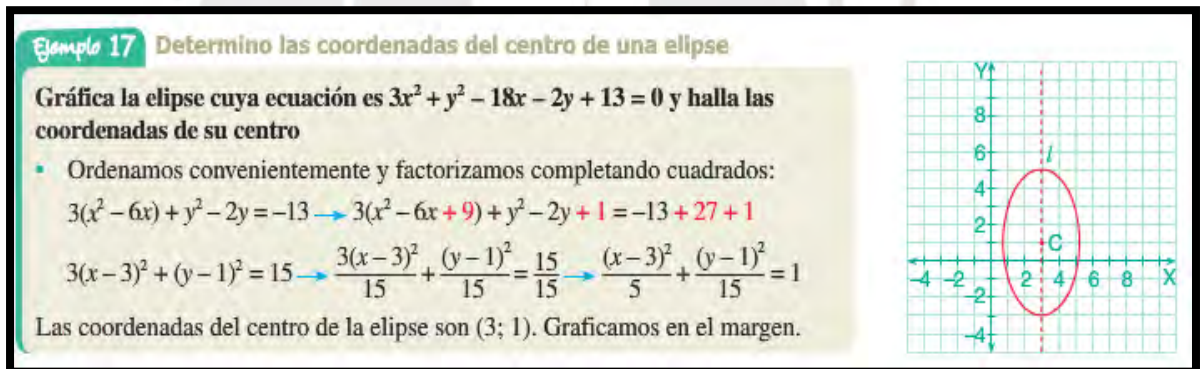 Ejemplo 17 Determino las coordenadas del centro de una elipse
Gráfica la elipse cuya ecuación es 3x² + y² – 18x – 2y + 13 = 0 y halla las
coordenadas de su centro
• Ordenamos convenientemente y factorizamos completando cuadrados:
3(x² – 6x) + y² – 2y = –13 → 3(x² – 6x + 9) + y² – 2y + 1 = –13 + 27 + 1
3(x – 3)² + (y – 1)² = 15 → 3(x – 3)²/15 + (y – 1)²/15 = 15/15 → (x – 3)²/5 + (y – 1)²/15 = 1
Las coordenadas del centro de la elipse son (3; 1). Graficamos en el margen.
Y
8
6 l
4
2
C
–4 –2 2 4 6 8 X
–2
–4